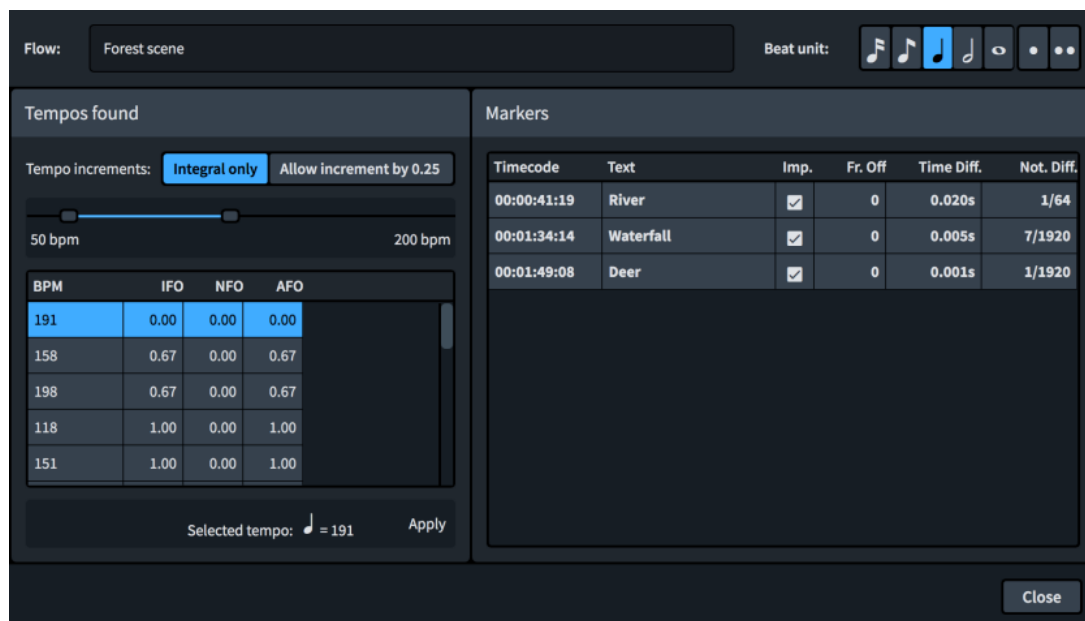 Flow: Forest scene Beat unit:
Tempos found
Tempo increments: Integral only Allow increment by 0.25
50 bpm 200 bpm
BPM IFO NFO AFO
191 0.00 0.00 0.00
158 0.67 0.00 0.67
198 0.67 0.00 0.67
118 1.00 0.00 1.00
151 1.00 0.00 1.00
Selected tempo: ♩ = 191 Apply
Markers
Timecode Text Imp. Fr. Off Time Diff. Not. Diff.
00:00:41:19 River 0 0.020s 1/64
00:01:34:14 Waterfall 0 0.005s 7/1920
00:01:49:08 Deer 0 0.001s 1/1920
Close